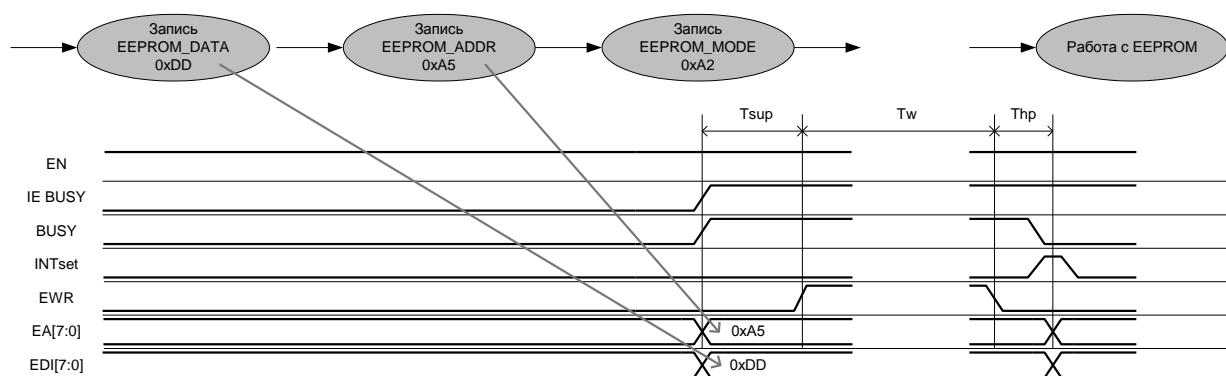 Запись
EEPROM_DATA
0xDD
Запись
EEPROM_ADDR
0xA5
Запись
EEPROM_MODE
0xA2
Работа с EEPROM
Tsup
Tw
Thp
EN
IE BUSY
BUSY
INTset
EWR
EA[7:0]
0xA5
EDI[7:0]
0xDD